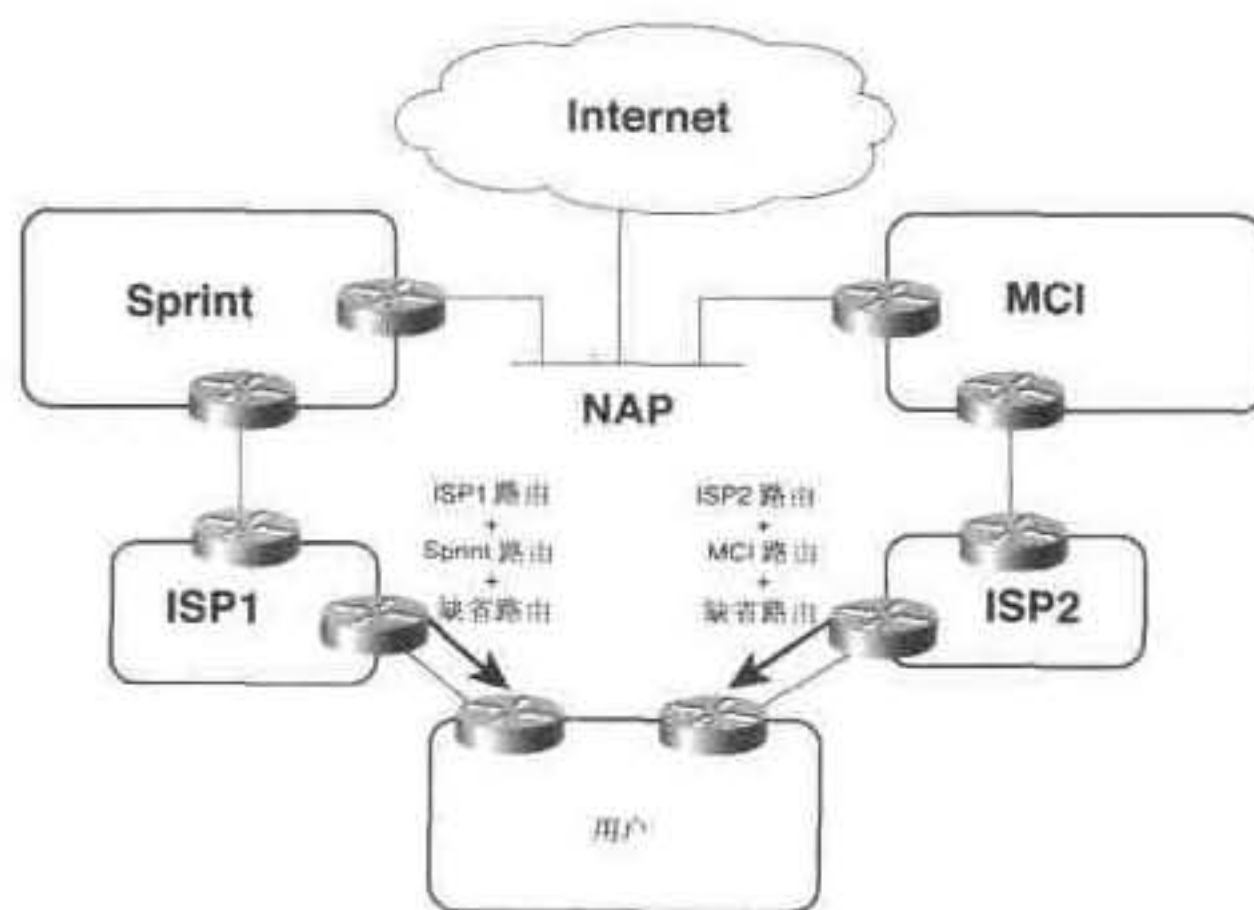 Internet
Sprint
MCI
NAP
ISP1 路由
+
Sprint 路由
+
缺省路由
ISP2 路由
+
MCI 路由
+
缺省路由
ISP1
ISP2
用户